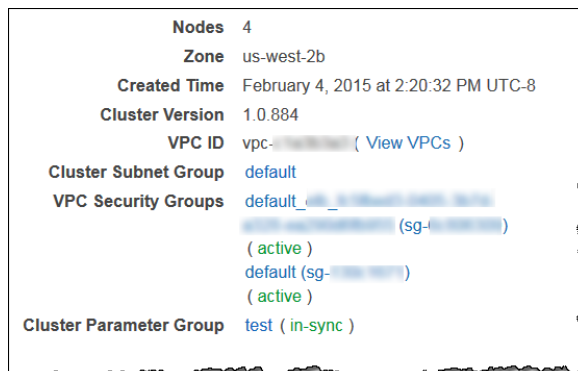 Nodes 4
Zone us-west-2b
Created Time February 4, 2015 at 2:20:32 PM UTC-8
Cluster Version 1.0.884
VPC ID vpc- ( View VPCs )
Cluster Subnet Group default
VPC Security Groups default_
(sg- )
( active )
default (sg- )
( active )
Cluster Parameter Group test ( in-sync )